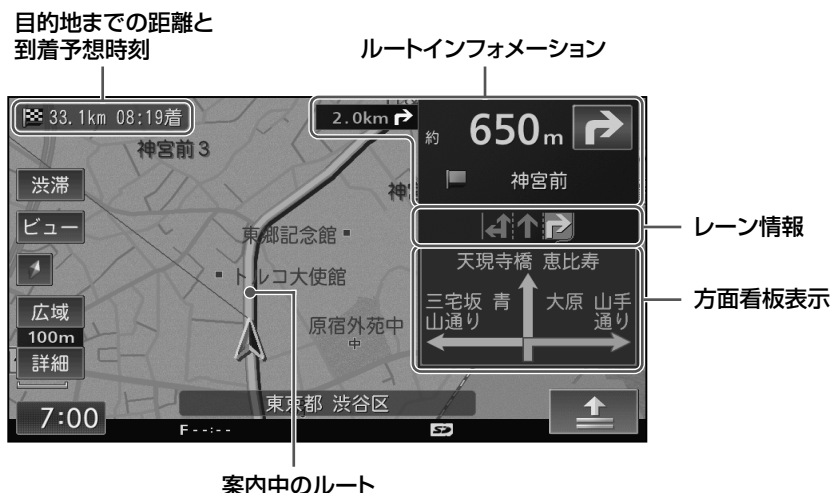 目的地までの距離と
到着予想時刻
ルートインフォメーション
33.1km 08:19着
2.0km
約 650m
神宮前3
神宮前
渋滞
神宮
レーン情報
ビュー
東郷記念館
天現寺橋 恵比寿
トルコ大使館
方面看板表示
三宅坂 青
山通り
大原 山手
通り
広域
100m
原宿外苑中
中
詳細
東京都 渋谷区
7:00
F--:--
SD
案内中のルート